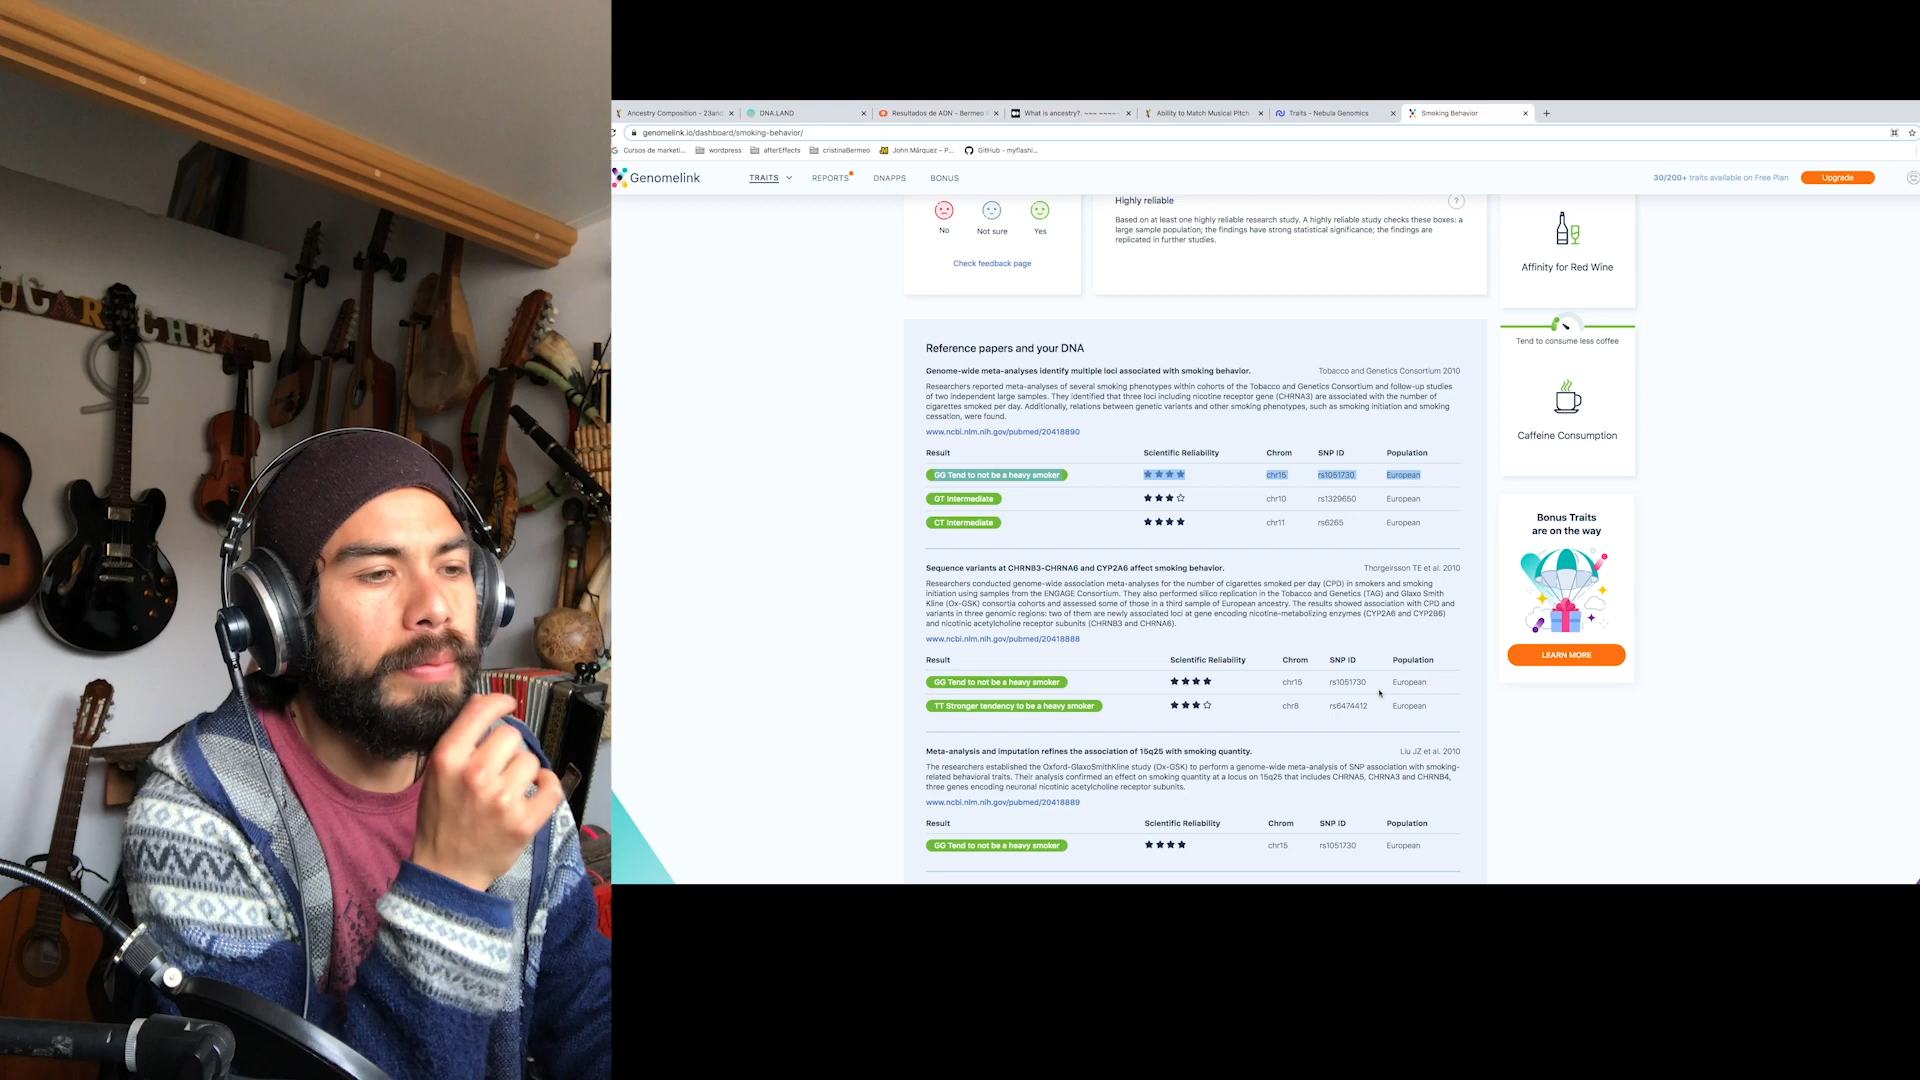 UCAR
CHEA
Ancestry Composition - 23and
DNA.LAND
Resultados de ADN - Bermeo
What is ancestry?. ~~~ ~~~~~
Ability to Match Musical Pitch
Traits - Nebula Genomics
Smoking Behavior
genomelink.io/dashboard/smoking-behavior/
Cursos de marketi...
wordpress
afterEffects
cristinaBermeo
John Márquez – P...
GitHub - myflashi...
Genomelink
TRAITS
REPORTS
DNAPPS
BONUS
30/200+ traits available on Free Plan
Upgrade
No
Not sure
Yes
Check feedback page
Highly reliable
?
Based on at least one highly reliable research study. A highly reliable study checks these boxes: a
large sample population; the findings have strong statistical significance; the findings are
replicated in further studies.
Affinity for Red Wine
Tend to consume less coffee
Caffeine Consumption
Bonus Traits
are on the way
LEARN MORE
Reference papers and your DNA
Genome-wide meta-analyses identify multiple loci associated with smoking behavior. Tobacco and Genetics Consortium 2010
Researchers reported meta-analyses of several smoking phenotypes within cohorts of the Tobacco and Genetics Consortium and follow-up studies
of two independent large samples. They identified that three loci including nicotine receptor gene (CHRNA3) are associated with the number of
cigarettes smoked per day. Additionally, relations between genetic variants and other smoking phenotypes, such as smoking initiation and smoking
cessation, were found.
www.ncbi.nlm.nih.gov/pubmed/20418890
Result Scientific Reliability Chrom SNP ID Population
GG Tend to not be a heavy smoker ★★★★ chr15 rs1051730 European
GT Intermediate ★★★☆ chr10 rs1329650 European
CT Intermediate ★★★★ chr11 rs6265 European
Sequence variants at CHRNB3-CHRNA6 and CYP2A6 affect smoking behavior. Thorgeirsson TE et al. 2010
Researchers conducted genome-wide association meta-analyses for the number of cigarettes smoked per day (CPD) in smokers and smoking
initiation using samples from the ENGAGE Consortium. They also performed silico replication in the Tobacco and Genetics (TAG) and Glaxo Smith
Kline (Ox-GSK) consortia cohorts and assessed some of those in a third sample of European ancestry. The results showed association with CPD and
variants in three genomic regions: two of them are newly associated loci at gene encoding nicotine-metabolizing enzymes (CYP2A6 and CYP2B6)
and nicotinic acetylcholine receptor subunits (CHRNB3 and CHRNA6).
www.ncbi.nlm.nih.gov/pubmed/20418888
Result Scientific Reliability Chrom SNP ID Population
GG Tend to not be a heavy smoker ★★★★ chr15 rs1051730 European
TT Stronger tendency to be a heavy smoker ★★★☆ chr8 rs6474412 European
Meta-analysis and imputation refines the association of 15q25 with smoking quantity. Liu JZ et al. 2010
The researchers established the Oxford-GlaxoSmithKline study (Ox-GSK) to perform a genome-wide meta-analysis of SNP association with smoking-
related behavioral traits. Their analysis confirmed an effect on smoking quantity at a locus on 15q25 that includes CHRNA5, CHRNA3 and CHRNB4,
three genes encoding neuronal nicotinic acetylcholine receptor subunits.
www.ncbi.nlm.nih.gov/pubmed/20418889
Result Scientific Reliability Chrom SNP ID Population
GG Tend to not be a heavy smoker ★★★★ chr15 rs1051730 European